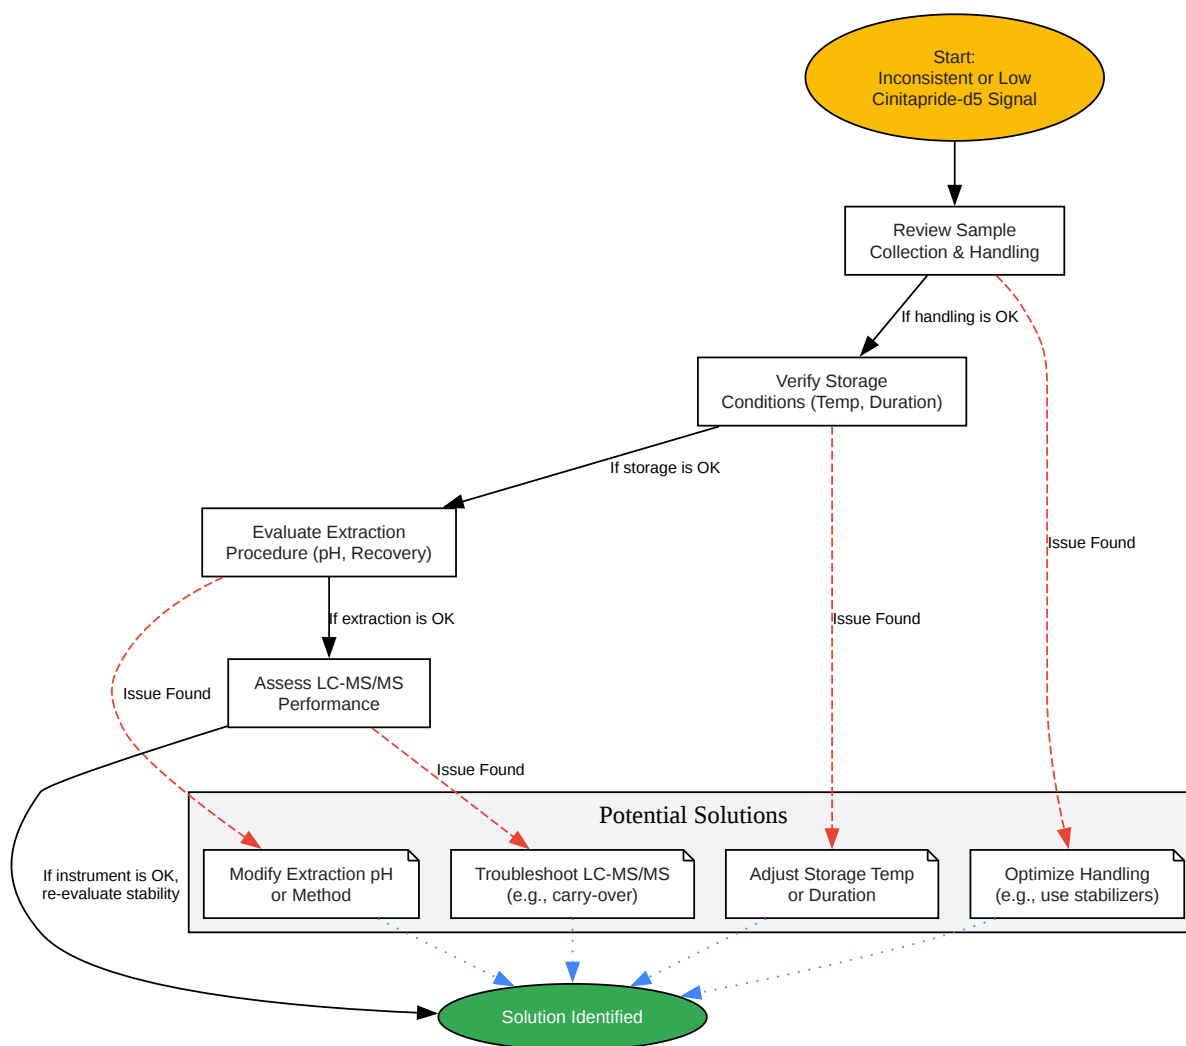 Start:
Inconsistent or Low
Cinitapride-d5 Signal
Review Sample
Collection & Handling
If handling is OK
Verify Storage
Conditions (Temp, Duration)
If storage is OK
Evaluate Extraction
Procedure (pH, Recovery)
Issue Found
If extraction is OK
Issue Found
Assess LC-MS/MS
Performance
Issue Found
Issue Found
Potential Solutions
If instrument is OK,
re-evaluate stability
Modify Extraction pH
or Method
Troubleshoot LC-MS/MS
(e.g., carry-over)
Adjust Storage Temp
or Duration
Optimize Handling
(e.g., use stabilizers)
Solution Identified